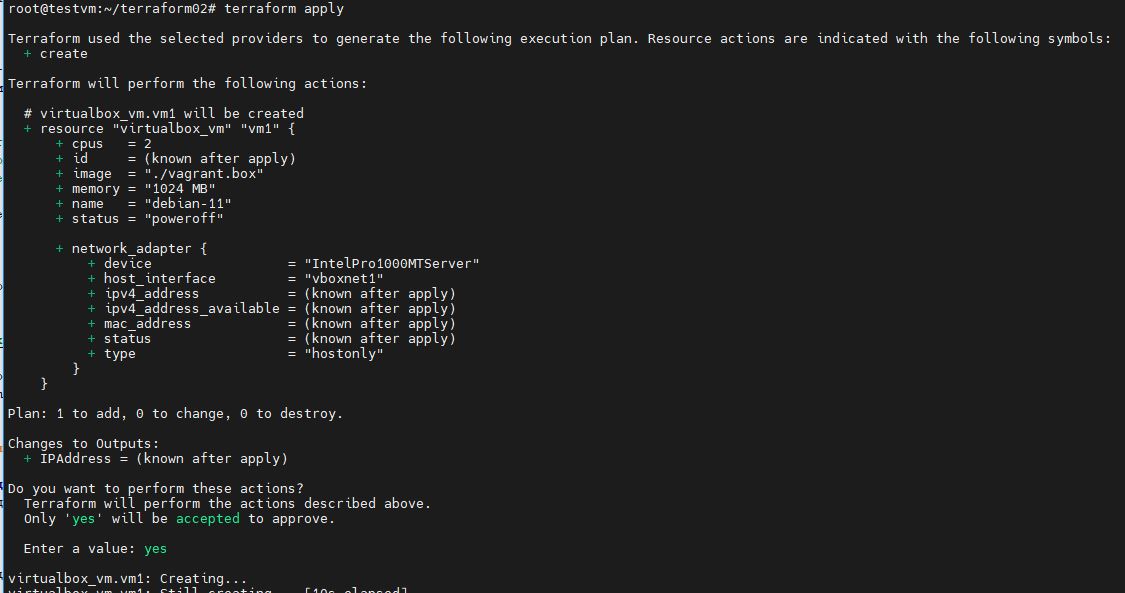 root@testvm:~/terraform02# terraform apply
Terraform used the selected providers to generate the following execution plan. Resource actions are indicated with the following symbols:
+ create
Terraform will perform the following actions:
# virtualbox_vm.vm1 will be created
+ resource "virtualbox_vm" "vm1" {
+ cpus   = 2
+ id     = (known after apply)
+ image  = "./vagrant.box"
+ memory = "1024 MB"
+ name   = "debian-11"
+ status = "poweroff"
+ network_adapter {
+ device                 = "IntelPro1000MTServer"
+ host_interface         = "vboxnet1"
+ ipv4_address           = (known after apply)
+ ipv4_address_available = (known after apply)
+ mac_address            = (known after apply)
+ status                 = (known after apply)
+ type                   = "hostonly"
}
}
Plan: 1 to add, 0 to change, 0 to destroy.
Changes to Outputs:
+ IPAddress = (known after apply)
Do you want to perform these actions?
Terraform will perform the actions described above.
Only 'yes' will be accepted to approve.
Enter a value: yes
virtualbox_vm.vm1: Creating...
virtualbox_vm.vm1: Still creating... [10s elapsed]